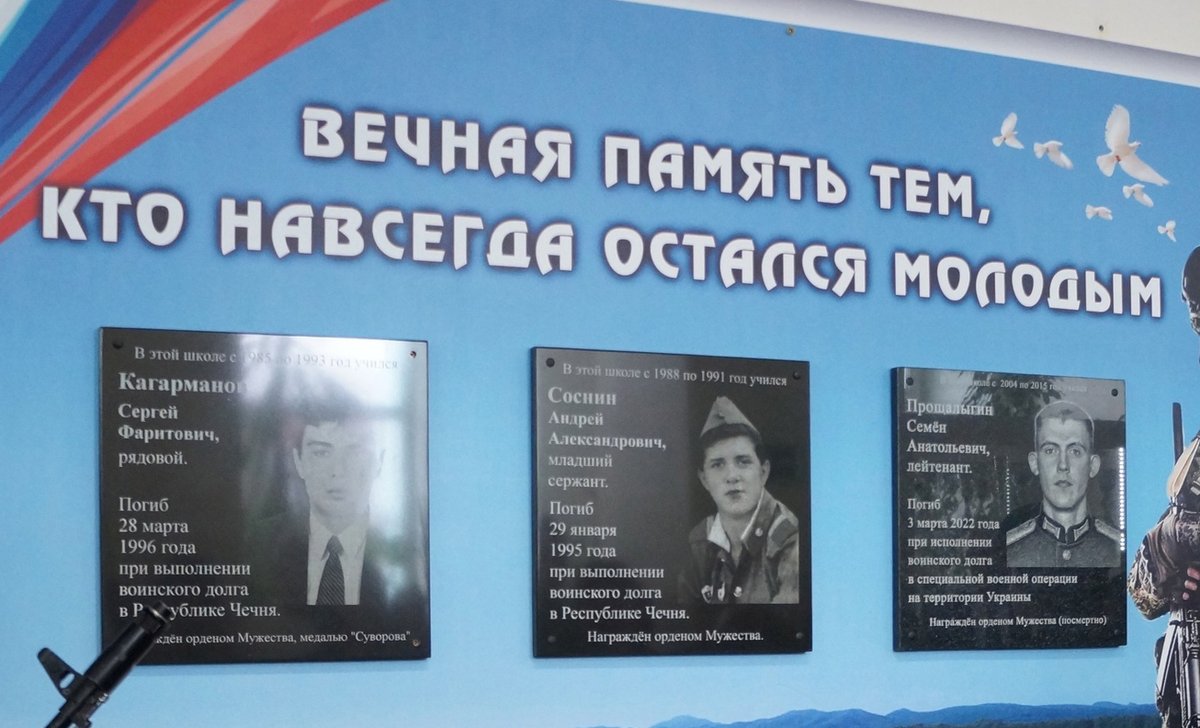 ВЕЧНАЯ ПАМЯТЬ ТЕМ,
КТО НАВСЕГДА ОСТАЛСЯ МОЛОДЫМ
В этой школе с 1985 по 1993 год учился
Кагарманов
Сергей
Фаритович,
рядовой.
Погиб
28 марта
1996 года
при выполнении
воинского долга
в Республике Чечня.
орденом Мужества, медалью "Суворова"
В этой школе с 1988 по 1991 год учился
Соснин
Андрей
Александрович,
младший
сержант.
Погиб
29 января
1995 года
при выполнении
воинского долга
в Республике Чечня.
Награждён орденом Мужества.
школе с 2004 по 2015 год учился
Прощалыгин
Семён
Анатольевич,
лейтенант.
Погиб
3 марта 2022 года
при исполнении
воинского долга
в специальной военной операции
на территории Украины
Награждён орденом Мужества (посмертно)